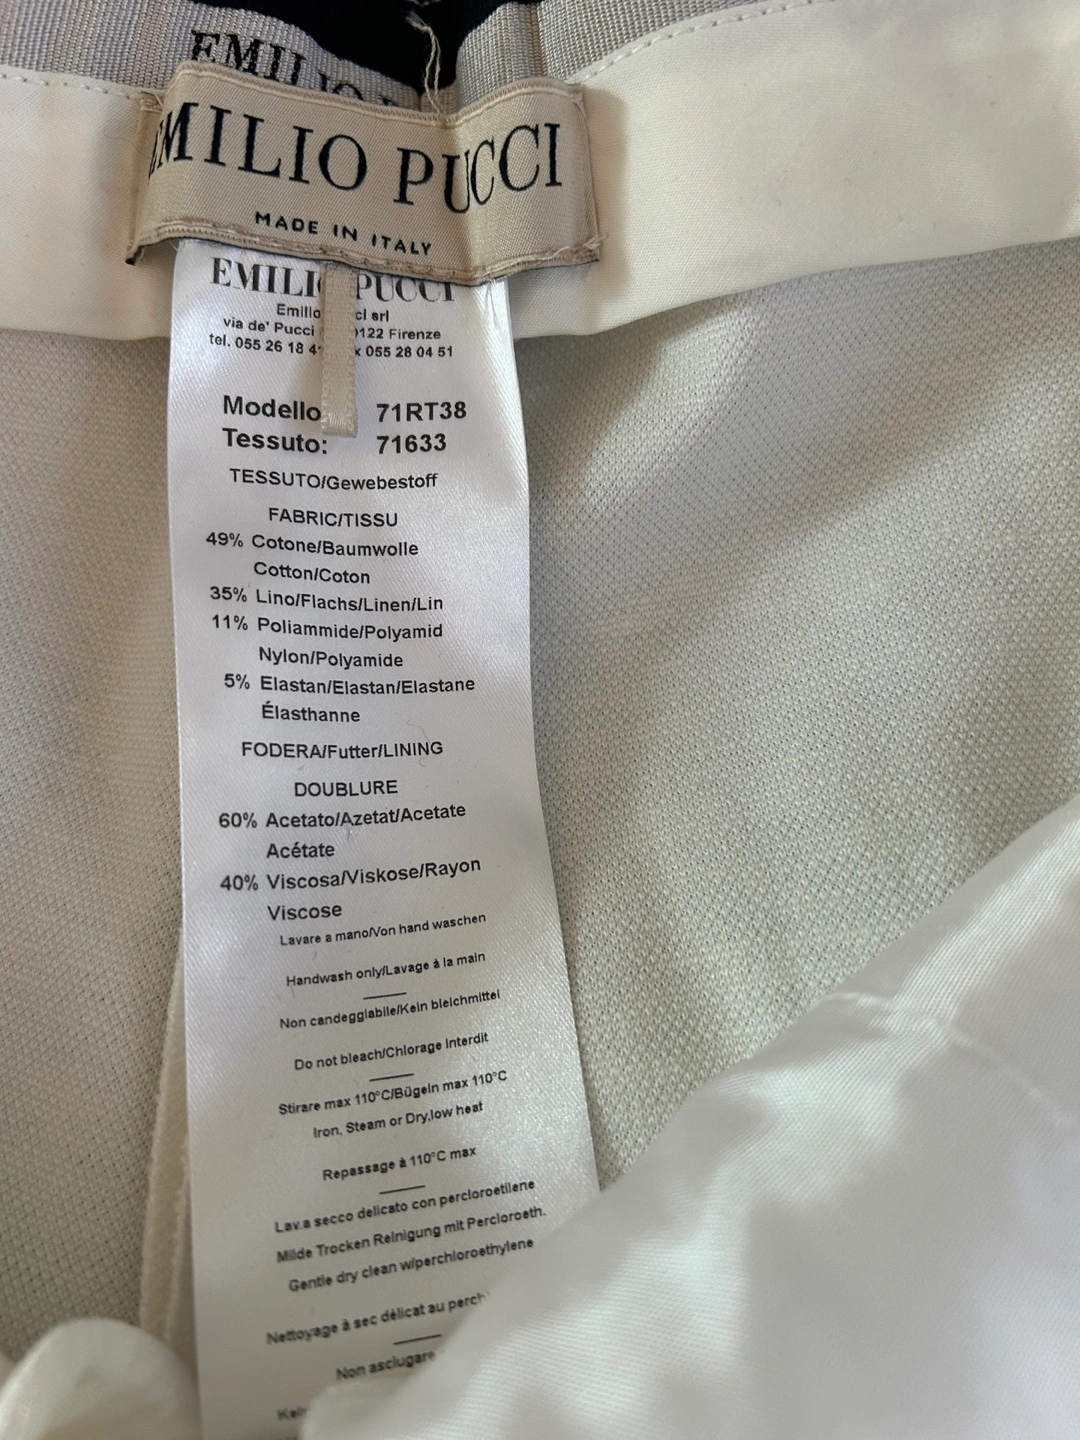 EMILIO P
EMILIO PUCCI
MADE IN ITALY
EMILI PUCCI
Emilio cci srl
via de' Pucci 0122 Firenze
tel. 055 26 18 4 x 055 28 04 51
Modello 71RT38
Tessuto: 71633
TESSUTO/Gewebestoff
FABRIC/TISSU
49% Cotone/Baumwolle
Cotton/Coton
35% Lino/Flachs/Linen/Lin
11% Poliammide/Polyamid
Nylon/Polyamide
5% Elastan/Elastan/Elastane
Élasthanne
FODERA/Futter/LINING
DOUBLURE
60% Acetato/Azetat/Acetate
Acétate
40% Viscosa/Viskose/Rayon
Viscose
Lavare a mano/Von hand waschen
Handwash only/Lavage à la main
Non candeggiabile/Kein bleichmittel
Do not bleach/Chlorage interdit
Stirare max 110°C/Bügeln max 110°C
Iron, Steam or Dry,low heat
Repassage à 110°C max
Lav.a secco delicato con percloroetilene
Milde Trocken Reinigung mit Percloroeth.
Gentle dry clean w/perchloroethylene
Nettoyage à sec délicat au perch
Non asciugare
Kein